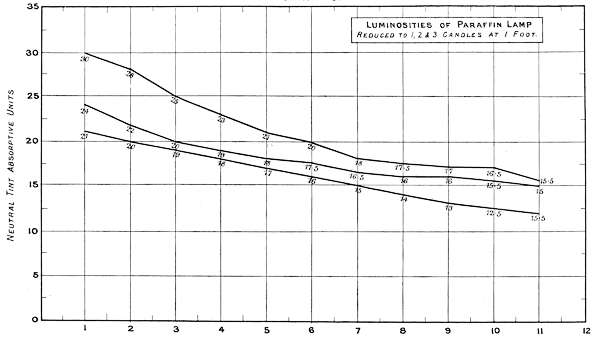 LUMINOSITIES OF PARAFFIN LAMP
REDUCED TO 1, 2 & 3 CANDLES AT 1 FOOT.
NEUTRAL TINT ABSORPTIVE UNITS
35
30
25
20
15
10
5
0
30 28 25 23 21 20 18 17·5 17 16·5 15·5
24 22 20 19 18 17·5 16·5 16 16 15·5 15
21 20 19 18 17 16 15 14 13 12·5
1 2 3 4 5 6 7 8 9 10 11 12